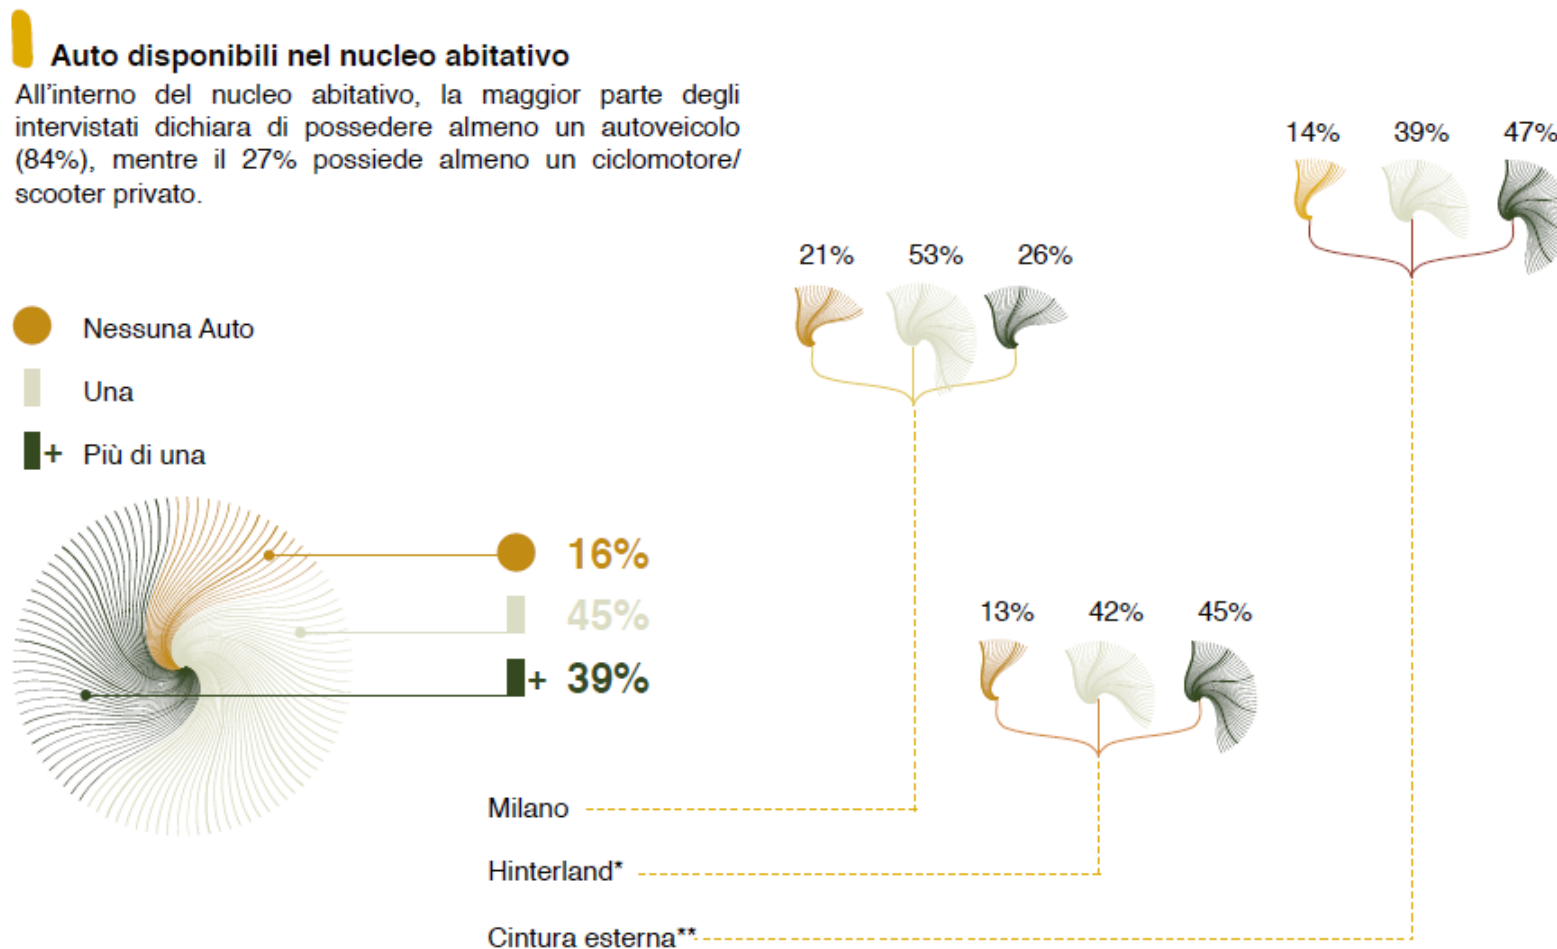 Auto disponibili nel nucleo abitativo
All'interno del nucleo abitativo, la maggior parte degli
intervistati dichiara di possedere almeno un autoveicolo
(84%), mentre il 27% possiede almeno un ciclomotore/
scooter privato.
14% 39% 47%
21% 53% 26%
Nessuna Auto
Una
+ Più di una
16%
45%
+ 39%
13% 42% 45%
Milano
Hinterland*
Cintura esterna**